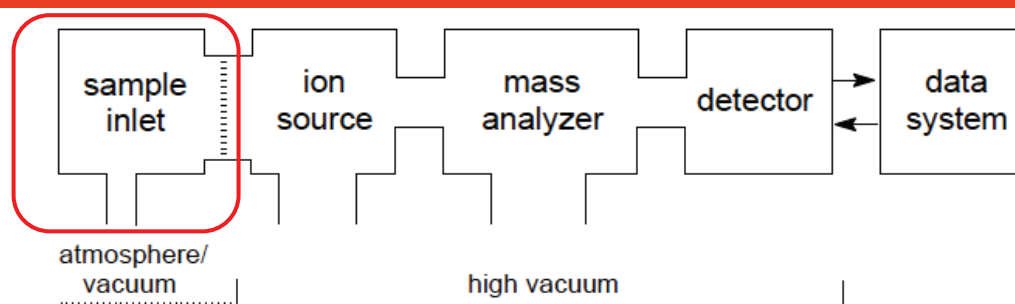 sample
inlet
ion
source
mass
analyzer
detector
data
system
atmosphere/
vacuum
high vacuum